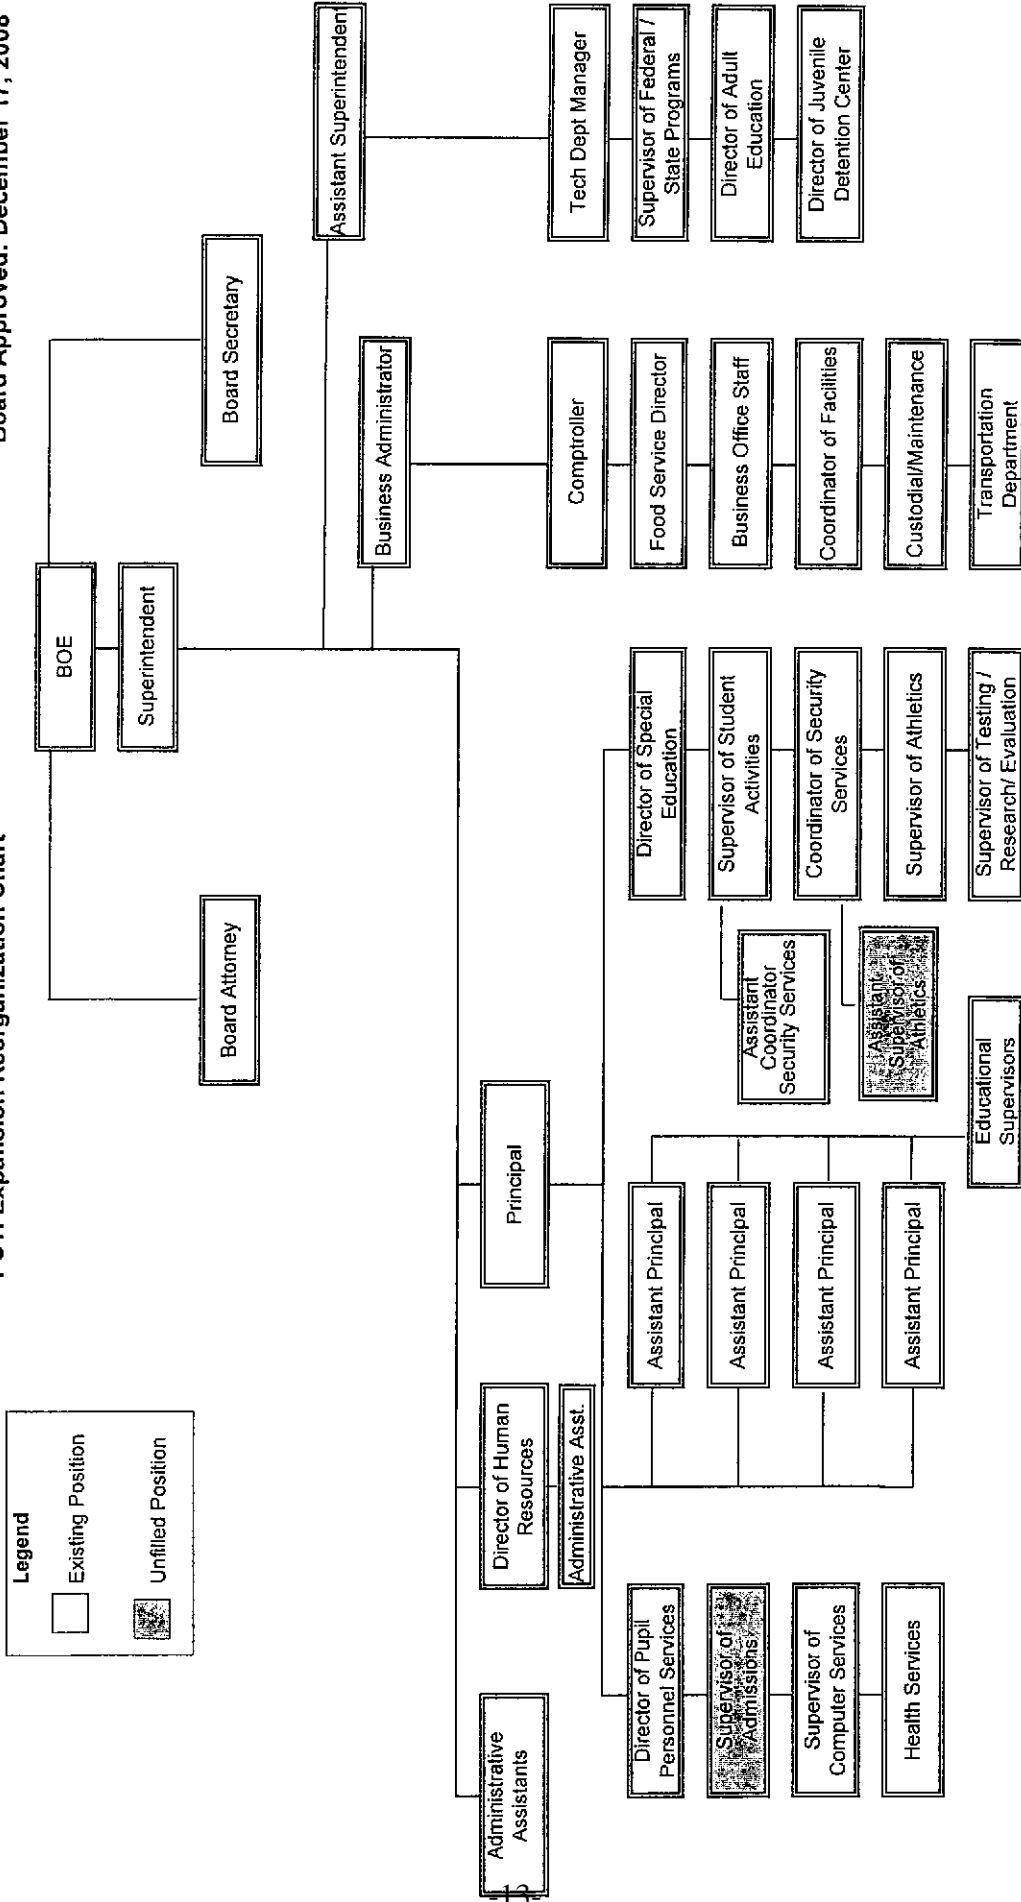 Board Approved: December 17, 2008
Expansion Reorganization Chart
Legend
Existing Position
Unfilled Position
BOE
Superintendent
Board Attorney
Board Secretary
Assistant Superintendent
Business Administrator
Administrative
Assistants
Director of Human
Resources
Administrative Asst.
Principal
Comptroller
Tech Dept Manager
Director of Pupil
Personnel Services
Assistant Principal
Director of Special
Education
Food Service Director
Supervisor of Federal /
State Programs
Supervisor of
Admissions
Assistant Principal
Supervisor of Student
Activities
Business Office Staff
Director of Adult
Education
Assistant
Coordinator
Security Services
Supervisor of
Computer Services
Assistant Principal
Coordinator of Security
Services
Coordinator of Facilities
Director of Juvenile
Detention Center
Assistant
Supervisor of
Athletics
Health Services
Assistant Principal
Supervisor of Athletics
Custodial/Maintenance
Educational
Supervisors
Supervisor of Testing /
Research/ Evaluation
Transportation
Department
-13-